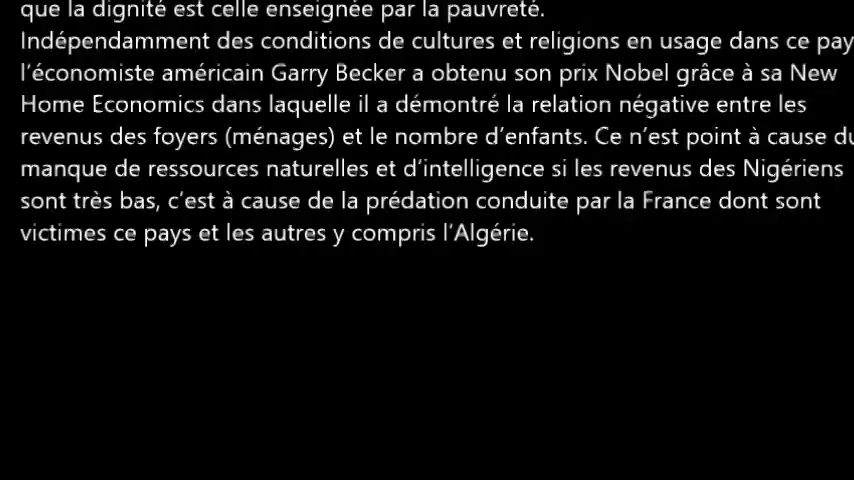 que la dignité est celle enseignée par la pauvreté.
Indépendamment des conditions de cultures et religions en usage dans ce pay
l’économiste américain Garry Becker a obtenu son prix Nobel grâce à sa New
Home Economics dans laquelle il a démontré la relation négative entre les
revenus des foyers (ménages) et le nombre d’enfants. Ce n’est point à cause du
manque de ressources naturelles et d’intelligence si les revenus des Nigériens
sont très bas, c’est à cause de la prédation conduite par la France dont sont
victimes ce pays et les autres y compris l’Algérie.